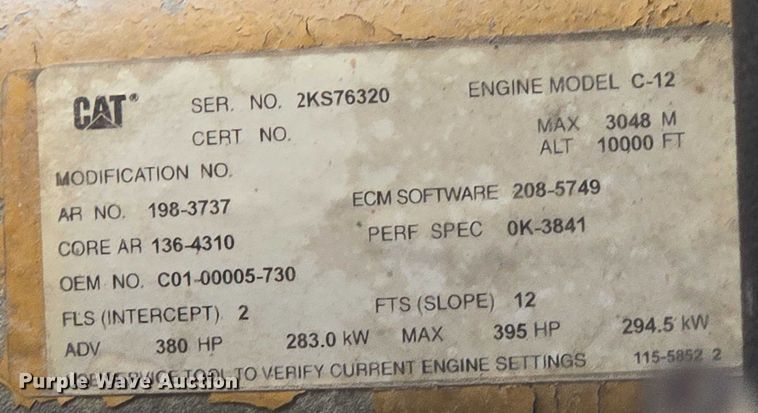 CAT® SER. NO. 2KS76320 ENGINE MODEL C-12
CERT NO. MAX 3048 M
ALT 10000 FT
MODIFICATION NO.
AR NO. 198-3737 ECM SOFTWARE 208-5749
CORE AR 136-4310 PERF SPEC 0K-3841
OEM NO. C01-00005-730
FLS (INTERCEPT) 2 FTS (SLOPE) 12
ADV 380 HP 283.0 kW MAX 395 HP 294.5 kW
SERVICE TOOL TO VERIFY CURRENT ENGINE SETTINGS 115-5852 2
Purple Wave Auction